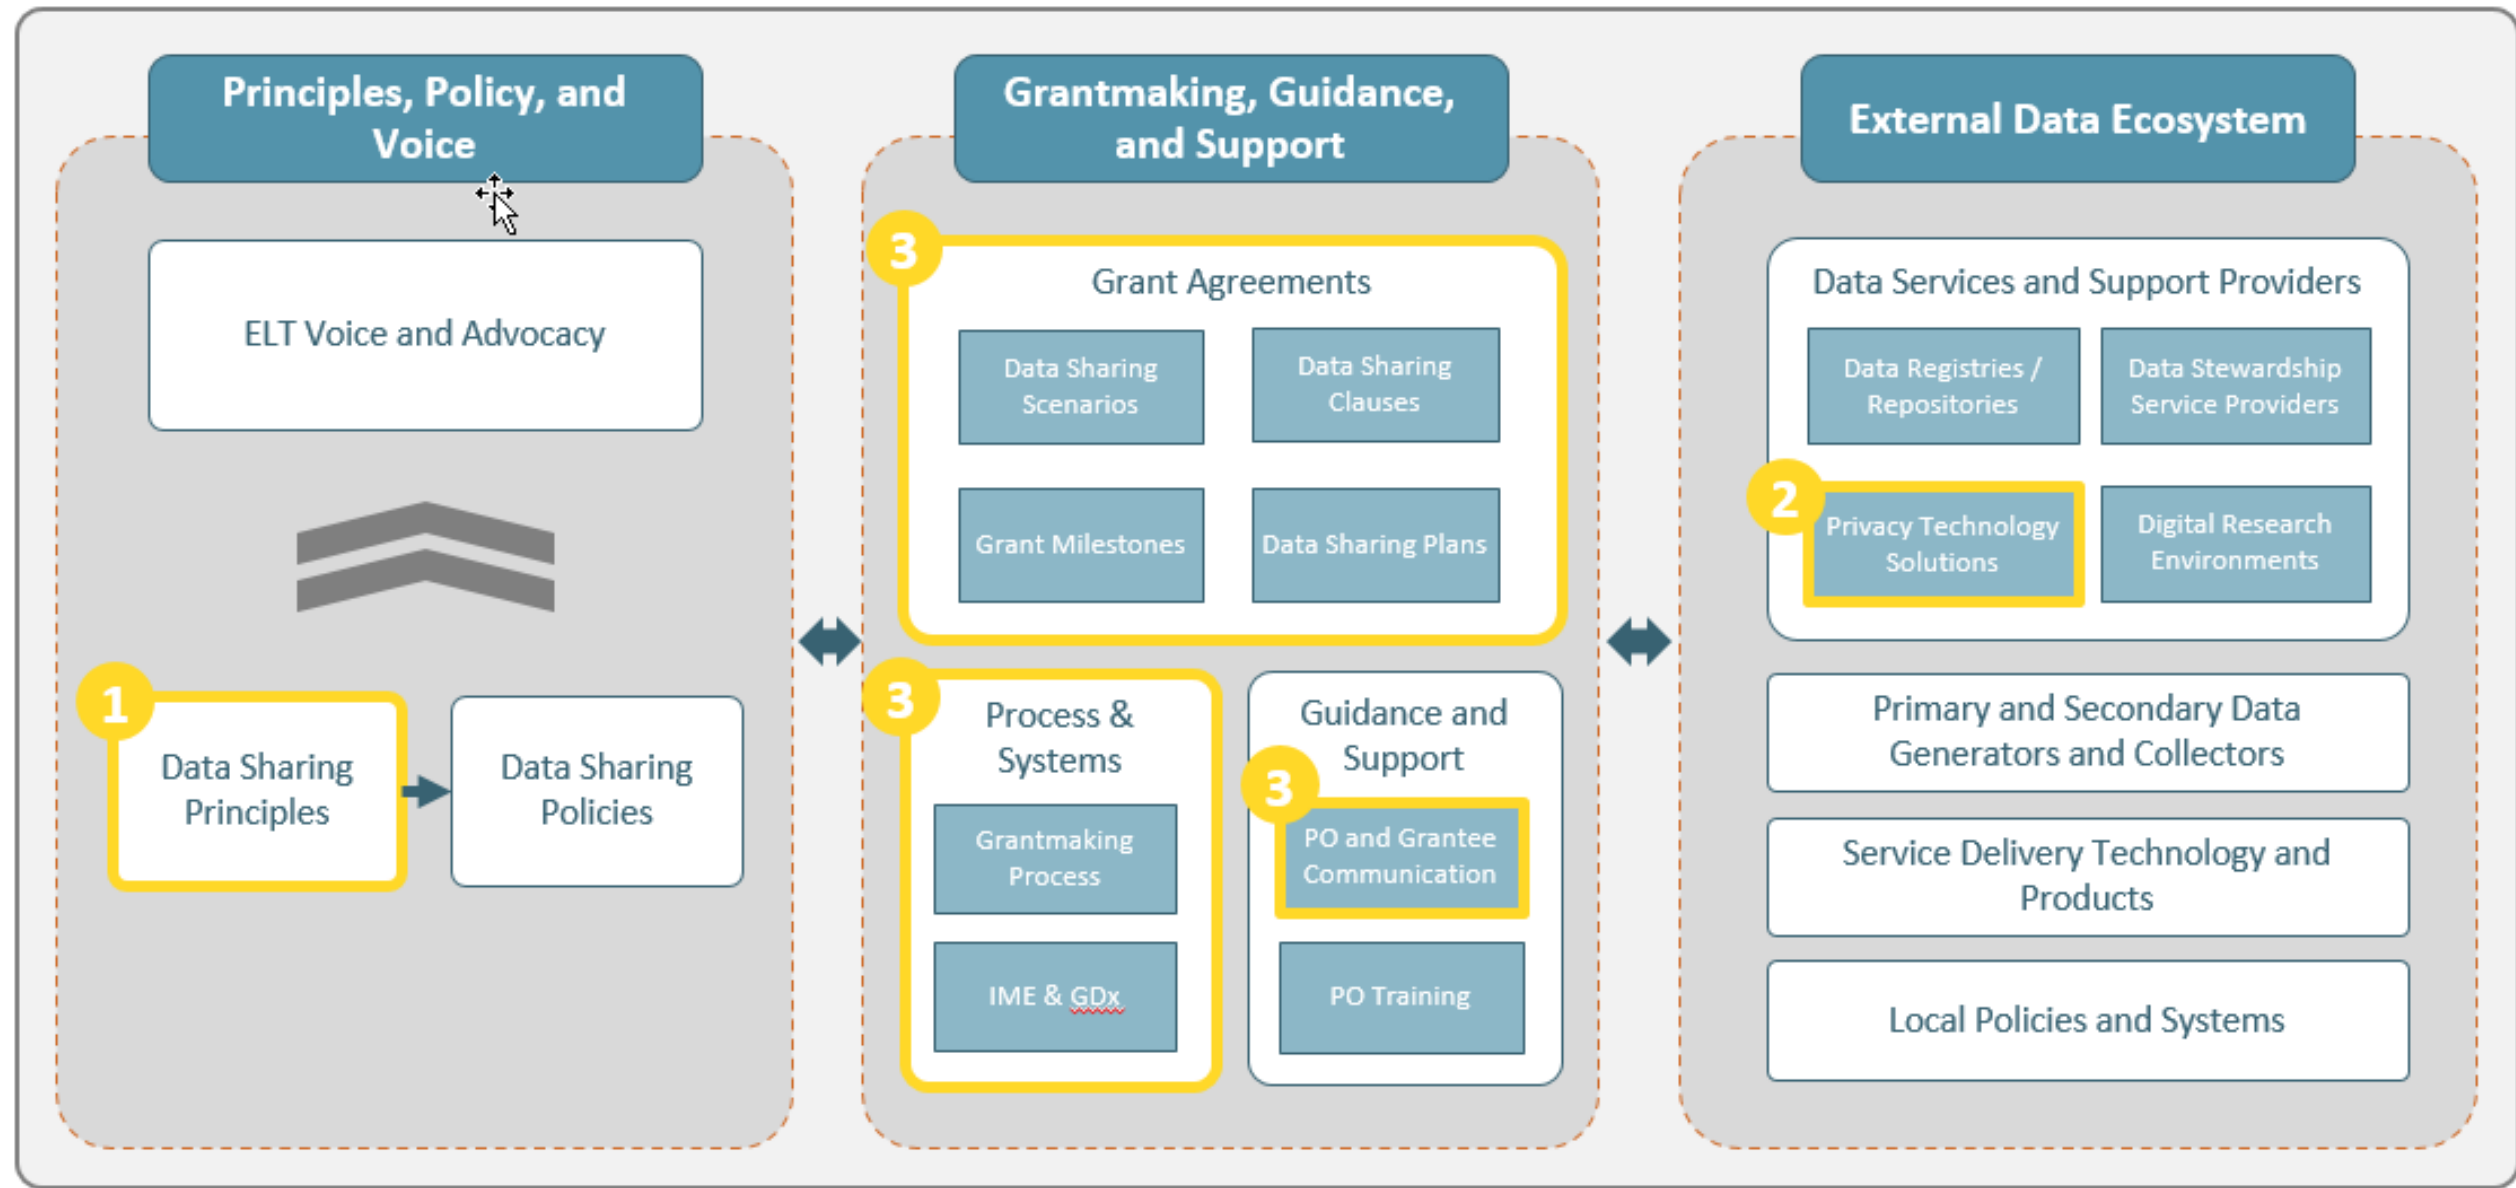 Principles, Policy, and
Voice
ELT Voice and Advocacy
1
Data Sharing
Principles
Data Sharing
Policies
Grantmaking, Guidance,
and Support
3
Grant Agreements
Data Sharing
Scenarios
Data Sharing
Clauses
Grant Milestones
Data Sharing Plans
3
Process &
Systems
Grantmaking
Process
IME & GDx
Guidance and
Support
3
PO and Grantee
Communication
PO Training
External Data Ecosystem
Data Services and Support Providers
Data Registries /
Repositories
Data Stewardship
Service Providers
2
Privacy Technology
Solutions
Digital Research
Environments
Primary and Secondary Data
Generators and Collectors
Service Delivery Technology and
Products
Local Policies and Systems